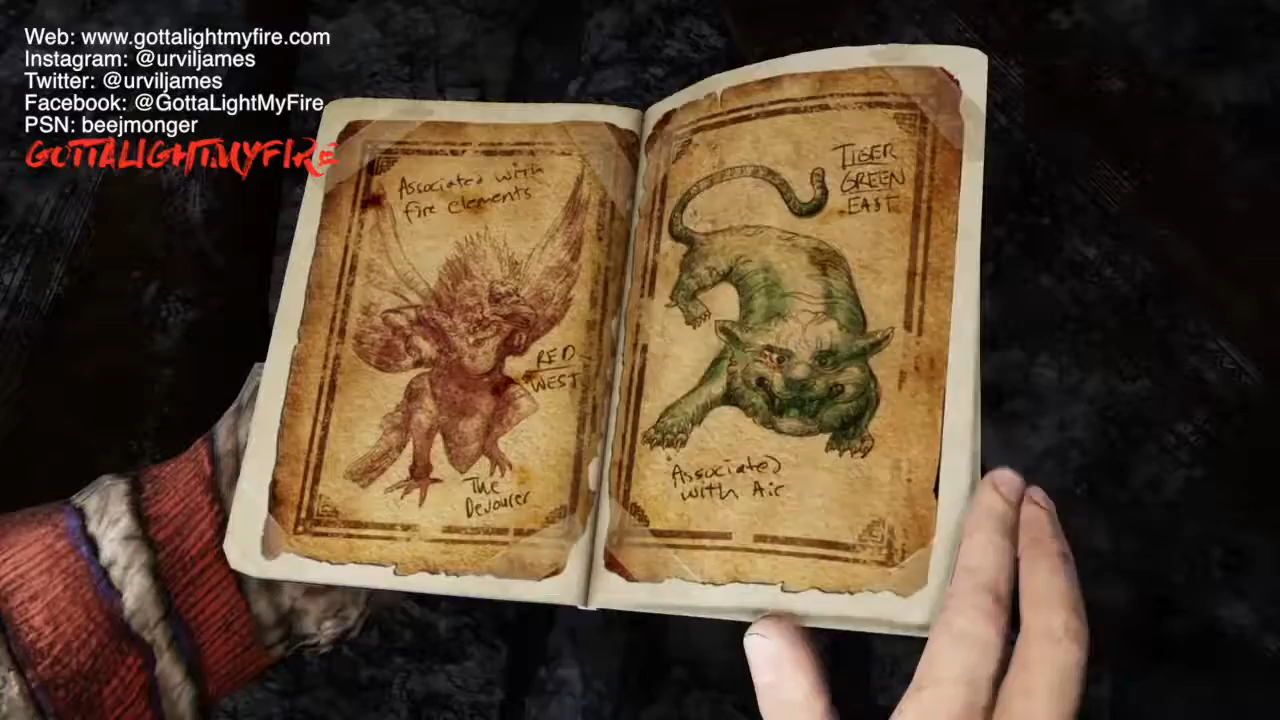 Web: www.gottalightmyfire.com
Instagram: @urviljames
Twitter: @urviljames
Facebook: @GottaLightMyFire
PSN: beejmonger
GOTTALIGHTMYFIRE
Associated with
fire elements
RED
WEST
The
Devourer
TIGER
GREEN
EAST
Associated
with Air